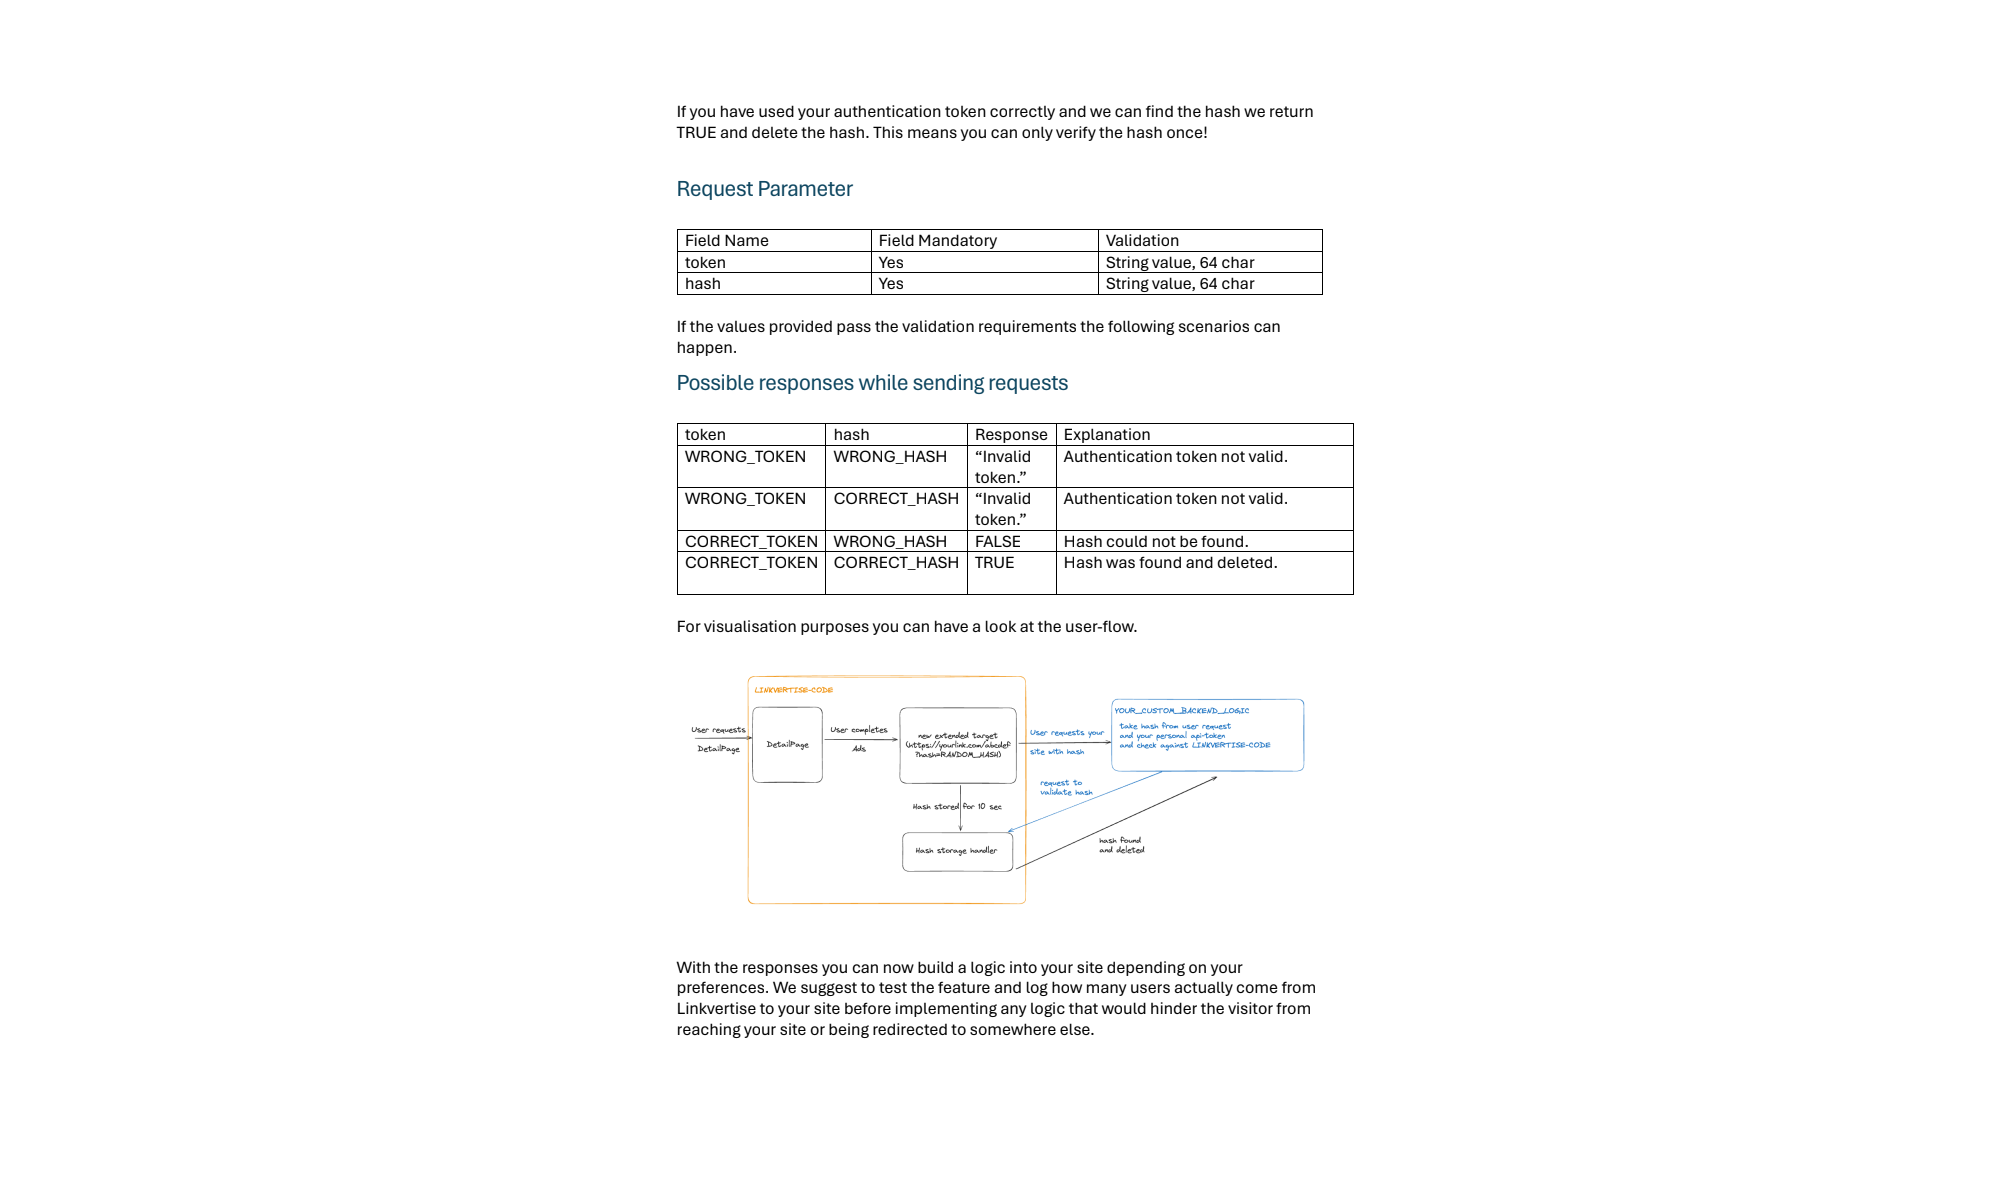 If you have used your authentication token correctly and we can find the hash we return
TRUE and delete the hash. This means you can only verify the hash once!
Request Parameter
Field Name Field Mandatory Validation
token Yes String value, 64 char
hash Yes String value, 64 char
If the values provided pass the validation requirements the following scenarios can
happen.
Possible responses while sending requests
token hash Response Explanation
WRONG_TOKEN WRONG_HASH “Invalid Authentication token not valid.
token.”
WRONG_TOKEN CORRECT_HASH “Invalid Authentication token not valid.
token.”
CORRECT_TOKEN WRONG_HASH FALSE Hash could not be found.
CORRECT_TOKEN CORRECT_HASH TRUE Hash was found and deleted.
For visualisation purposes you can have a look at the user-flow.
LINKVERTISE-CODE
User requests
DetailPage
DetailPage
User completes
Ads
new extended target
(https://yourlink.com/abcdef
?hash=RANDOM_HASH)
User requests your
site with hash
YOUR_CUSTOM_BACKEND_LOGIC
take hash from user request
and your personal api-token
and check against LINKVERTISE-CODE
request to
validate hash
Hash stored for 10 sec
Hash storage handler
hash found
and deleted
With the responses you can now build a logic into your site depending on your
preferences. We suggest to test the feature and log how many users actually come from
Linkvertise to your site before implementing any logic that would hinder the visitor from
reaching your site or being redirected to somewhere else.